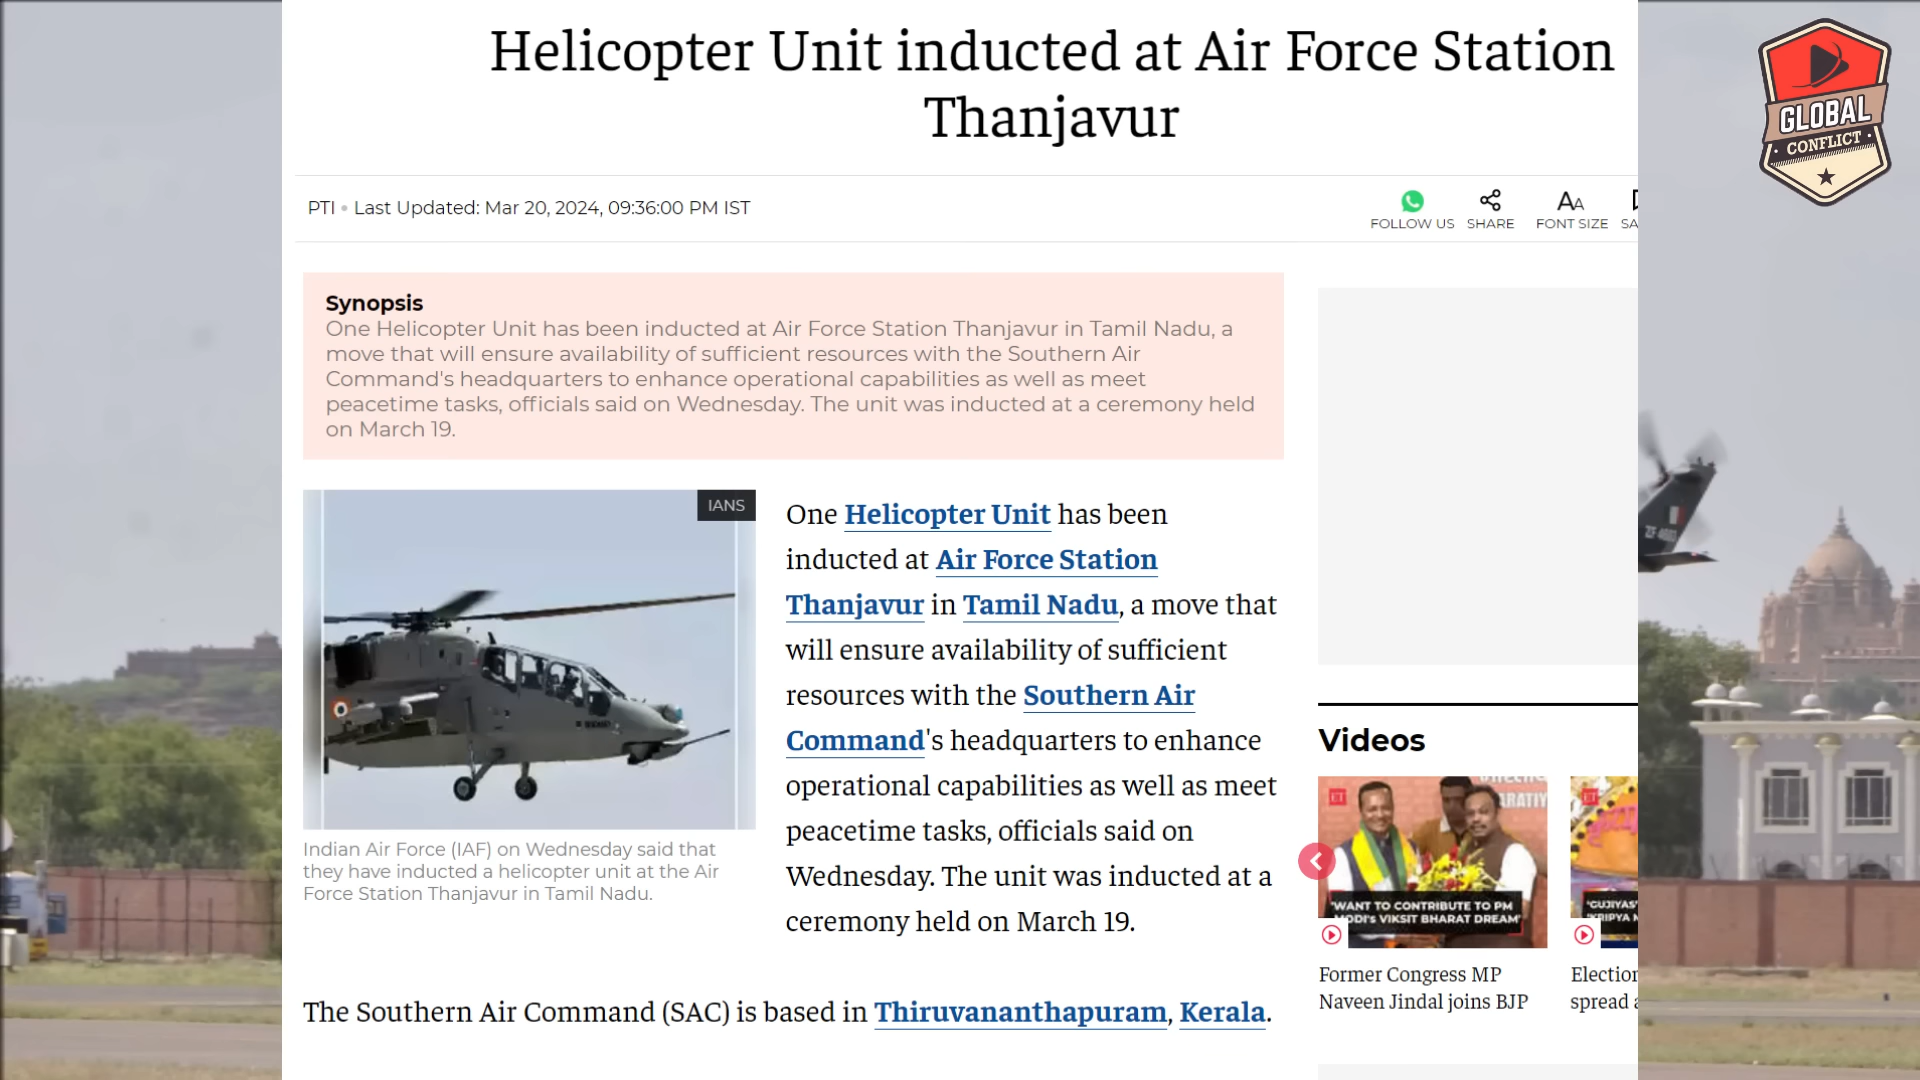 Helicopter Unit inducted at Air Force Station
Thanjavur
GLOBAL
CONFLICT
PTI • Last Updated: Mar 20, 2024, 09:36:00 PM IST
FOLLOW US
SHARE
FONT SIZE
SA
Synopsis
One Helicopter Unit has been inducted at Air Force Station Thanjavur in Tamil Nadu, a
move that will ensure availability of sufficient resources with the Southern Air
Command's headquarters to enhance operational capabilities as well as meet
peacetime tasks, officials said on Wednesday. The unit was inducted at a ceremony held
on March 19.
IANS
Indian Air Force (IAF) on Wednesday said that
they have inducted a helicopter unit at the Air
Force Station Thanjavur in Tamil Nadu.
One Helicopter Unit has been
inducted at Air Force Station
Thanjavur in Tamil Nadu, a move that
will ensure availability of sufficient
resources with the Southern Air
Command's headquarters to enhance
operational capabilities as well as meet
peacetime tasks, officials said on
Wednesday. The unit was inducted at a
ceremony held on March 19.
The Southern Air Command (SAC) is based in Thiruvananthapuram, Kerala.
Videos
ET
'WANT TO CONTRIBUTE TO PM
MODI's VIKSIT BHARAT DREAM'
Former Congress MP
Naveen Jindal joins BJP
ET
'GUJIYAS'
'KRIPYA
Election
spread a